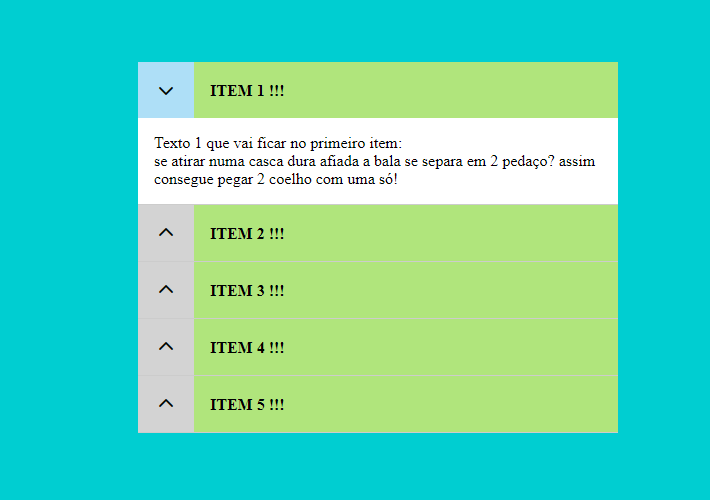 ITEM 1 !!!
Texto 1 que vai ficar no primeiro item:
se atirar numa casca dura afiada a bala se separa em 2 pedaço? assim
consegue pegar 2 coelho com uma só!
ITEM 2 !!!
ITEM 3 !!!
ITEM 4 !!!
ITEM 5 !!!